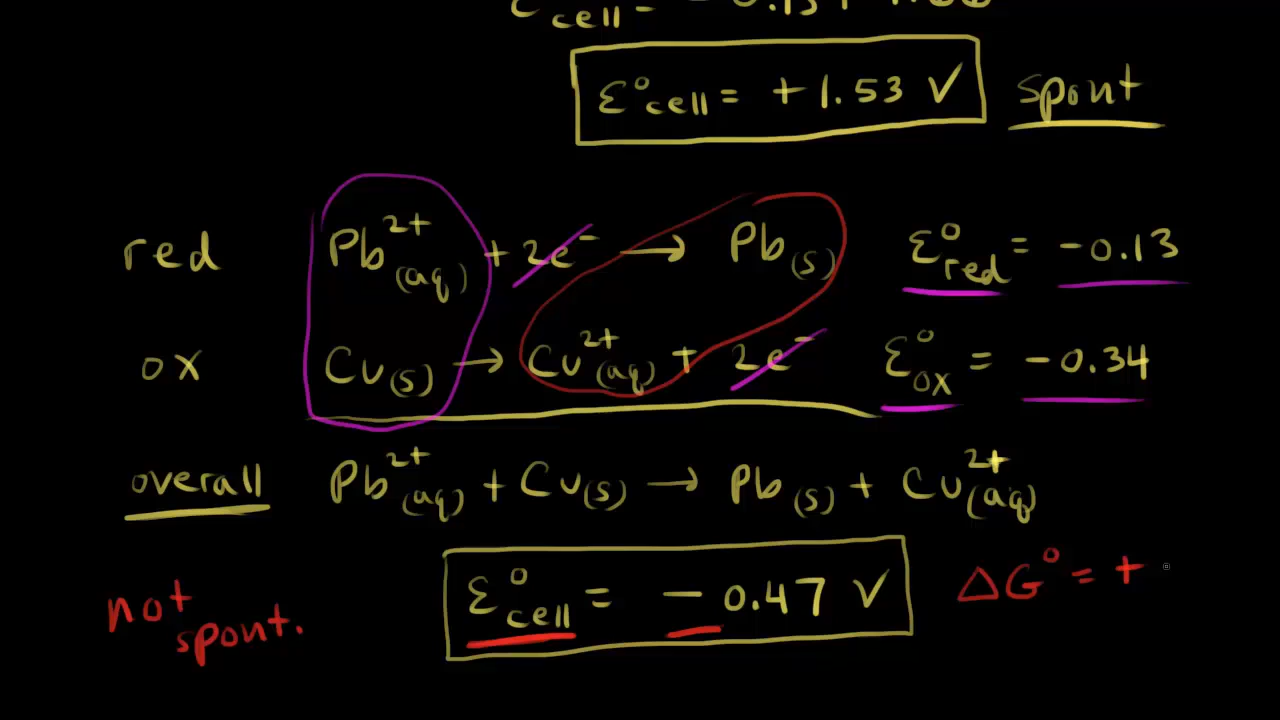 ε°cell = +1.53 V spont
red Pb²⁺(aq) + 2e⁻ → Pb(s) ε°red = -0.13
ox Cu(s) → Cu²⁺(aq) + 2e⁻ ε°ox = -0.34
overall Pb²⁺(aq) + Cu(s) → Pb(s) + Cu²⁺(aq)
not spont. ε°cell = -0.47 V ΔG° = +